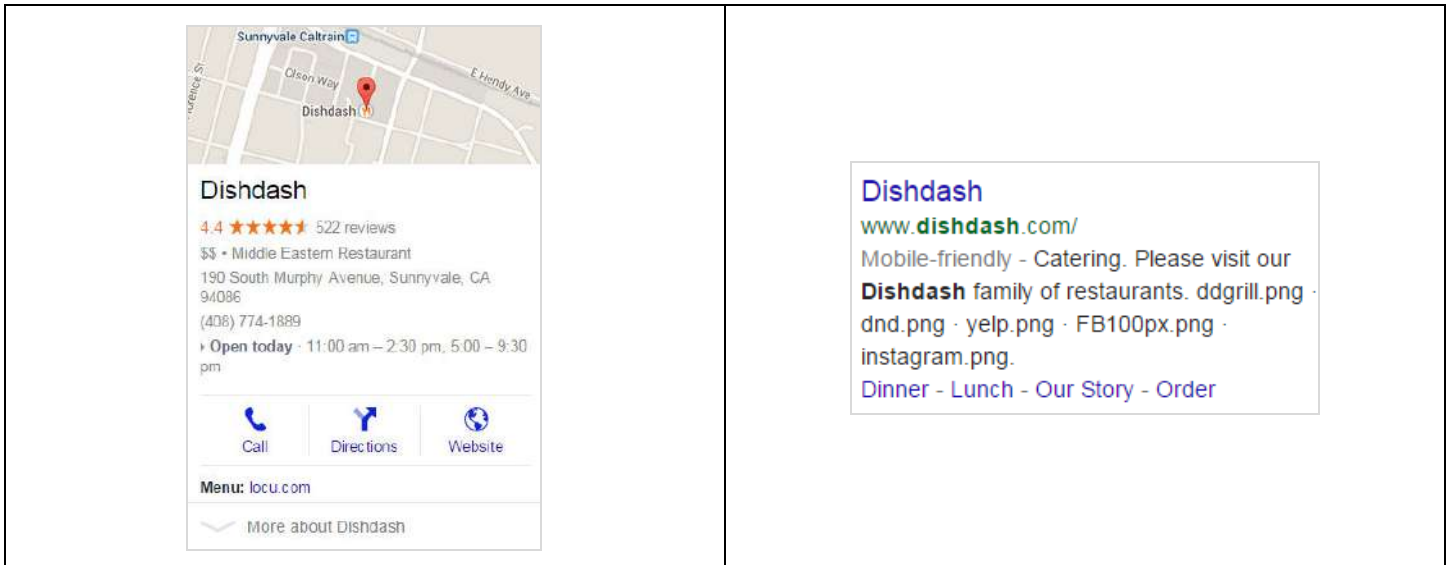 Sunnyvale Caltrain
Olson Way
E Hendy Ave
Dishdash
Dishdash
4.4 522 reviews
$$ • Middle Eastern Restaurant
190 South Murphy Avenue, Sunnyvale, CA
94086
(408) 774-1889
Open today · 11:00 am – 2:30 pm, 5:00 – 9:30
pm
Call Directions Website
Menu: locu.com
More about Dishdash
Dishdash
www.dishdash.com/
Mobile-friendly - Catering. Please visit our
Dishdash family of restaurants. ddgrill.png ·
dnd.png · yelp.png · FB100px.png ·
instagram.png.
Dinner - Lunch - Our Story - Order